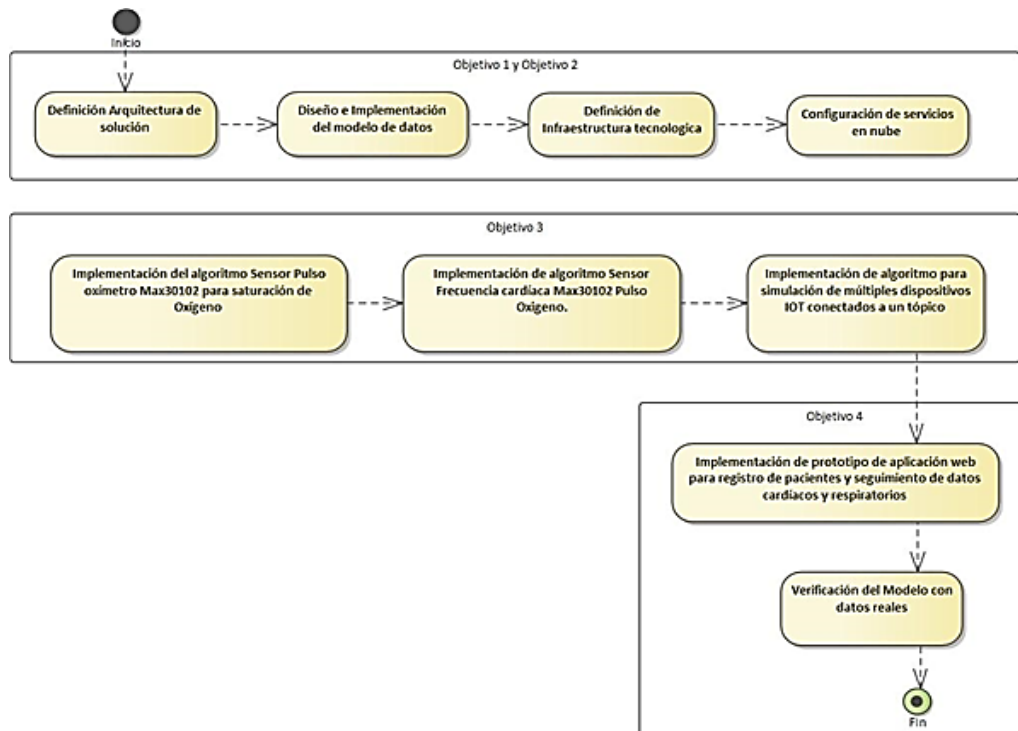 Inicio
Objetivo 1 y Objetivo 2
Definición Arquitectura de
solución
Diseño e Implementación
del modelo de datos
Definición de
Infraestructura tecnologica
Configuración de servicios
en nube
Objetivo 3
Implementación del algoritmo Sensor Pulso
oxímetro Max30102 para saturación de
Oxígeno
Implementación de algoritmo Sensor
Frecuencia cardíaca Max30102 Pulso
Oxigeno.
Implementación de algoritmo para
simulación de múltiples dispositivos
IOT conectados a un tópico
Objetivo 4
Implementación de prototipo de aplicación web
para registro de pacientes y seguimiento de datos
cardíacos y respiratorios
Verificación del Modelo con
datos reales
Fin